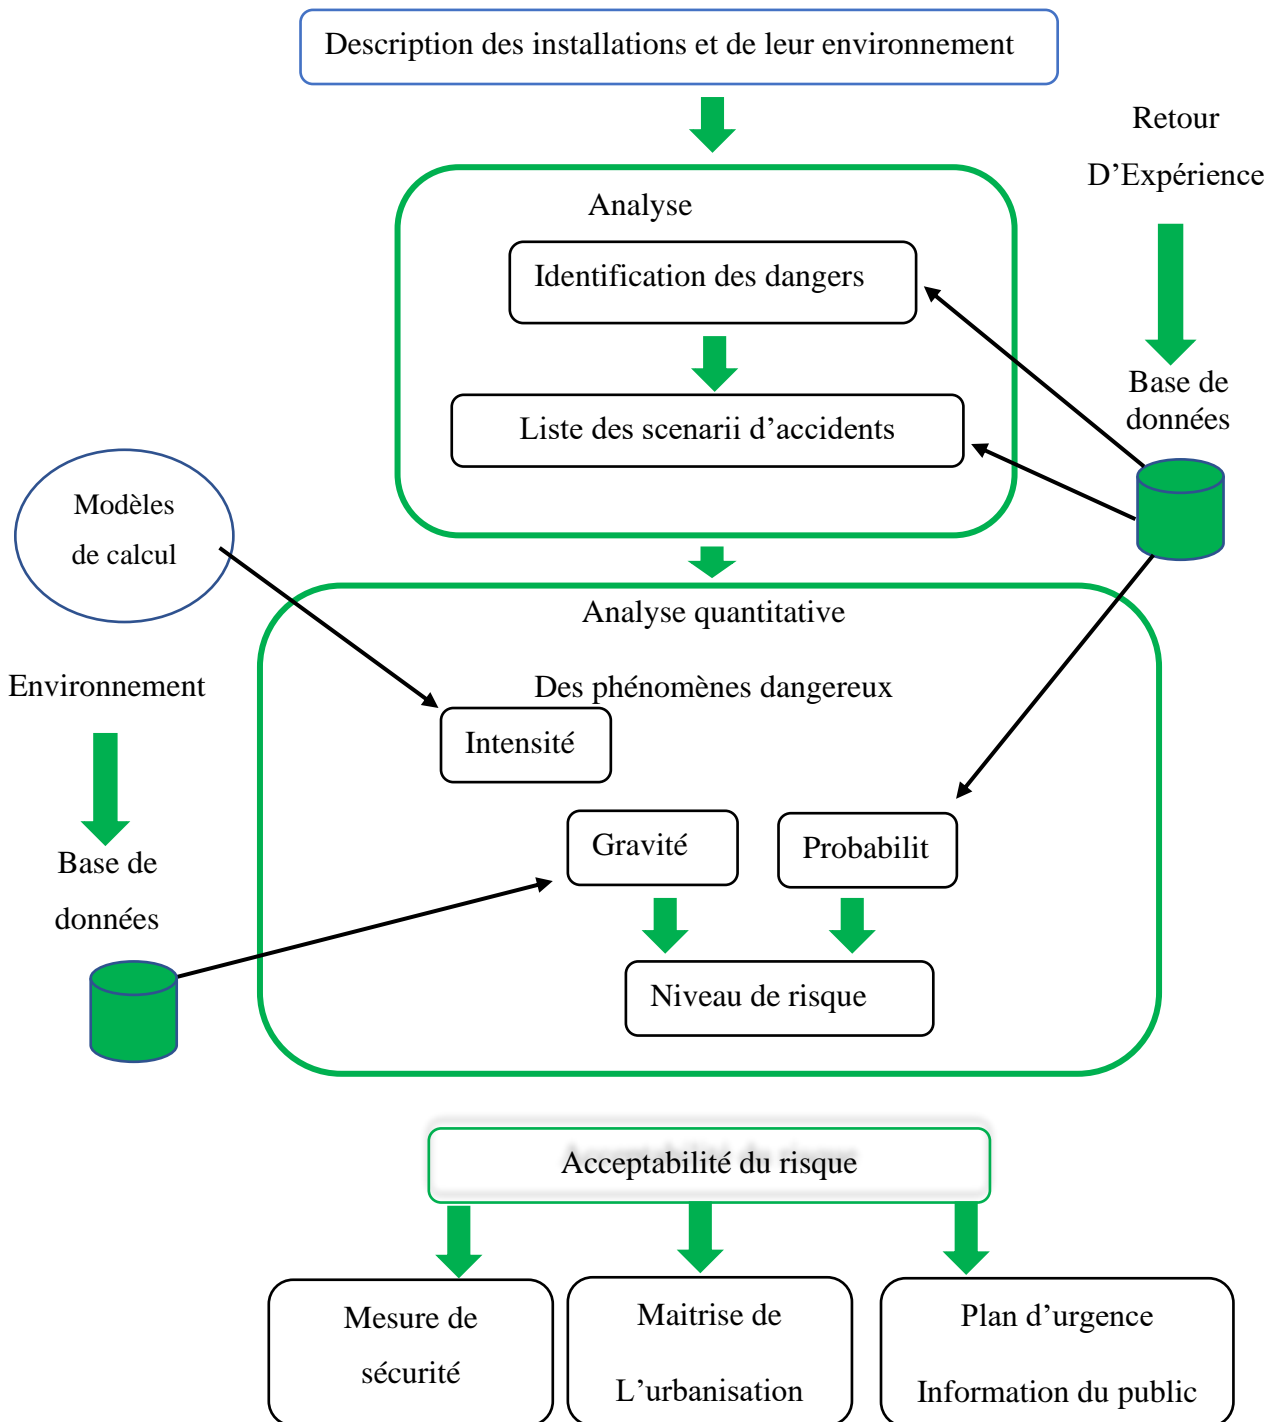 Description des installations et de leur environnement
Retour
D’Expérience
Analyse
Identification des dangers
Base de
données
Liste des scenarii d’accidents
Modèles
de calcul
Analyse quantitative
Des phénomènes dangereux
Environnement
Intensité
Gravité
Probabilit
Base de
données
Niveau de risque
Acceptabilité du risque
Mesure de
sécurité
Maitrise de
L’urbanisation
Plan d’urgence
Information du public